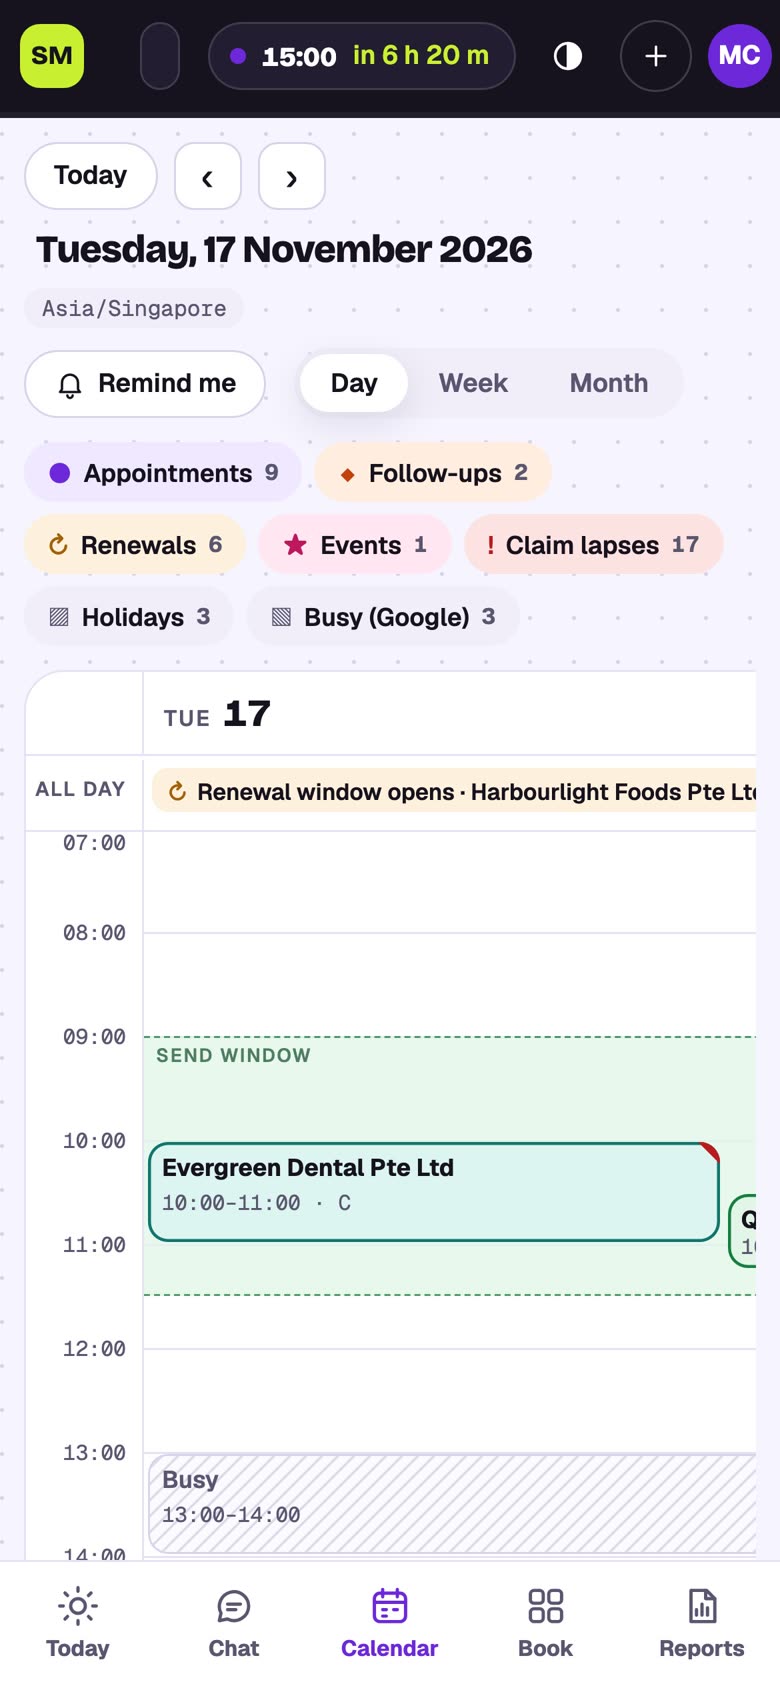 SM
15:00 in 6 h 20 m
MC
Today
Tuesday, 17 November 2026
Asia/Singapore
Remind me
Day Week Month
Appointments 9 Follow-ups 2
Renewals 6 Events 1 ! Claim lapses 17
Holidays 3 Busy (Google) 3
TUE 17
ALL DAY Renewal window opens · Harbourlight Foods Pte
07:00
08:00
09:00
SEND WINDOW
10:00
Evergreen Dental Pte Ltd
10:00–11:00 · C
11:00
12:00
13:00
Busy
13:00–14:00
14:00
Today Chat Calendar Book Reports